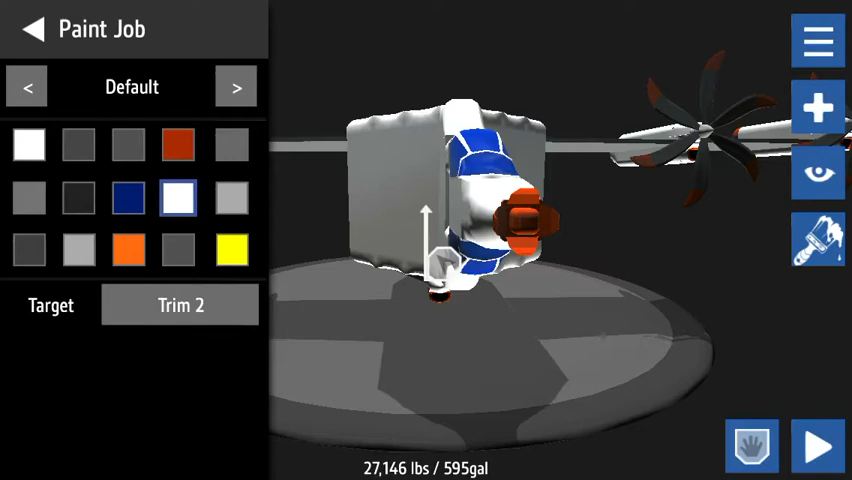 Paint Job
< Default >
Target Trim 2
27,146 lbs / 595gal